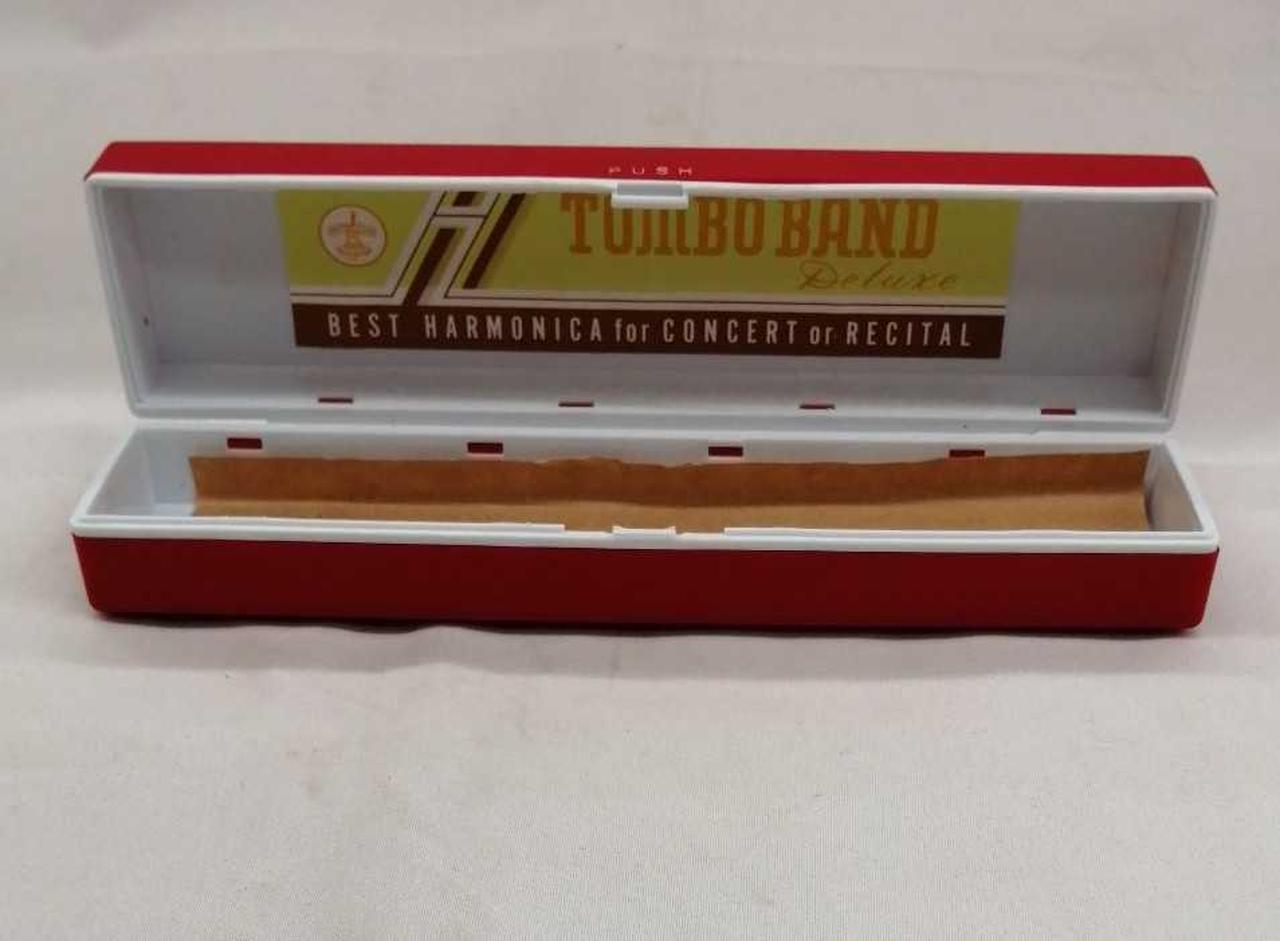 PUSH
TOMBO BAND
Deluxe
BEST HARMONICA for CONCERT or RECITAL